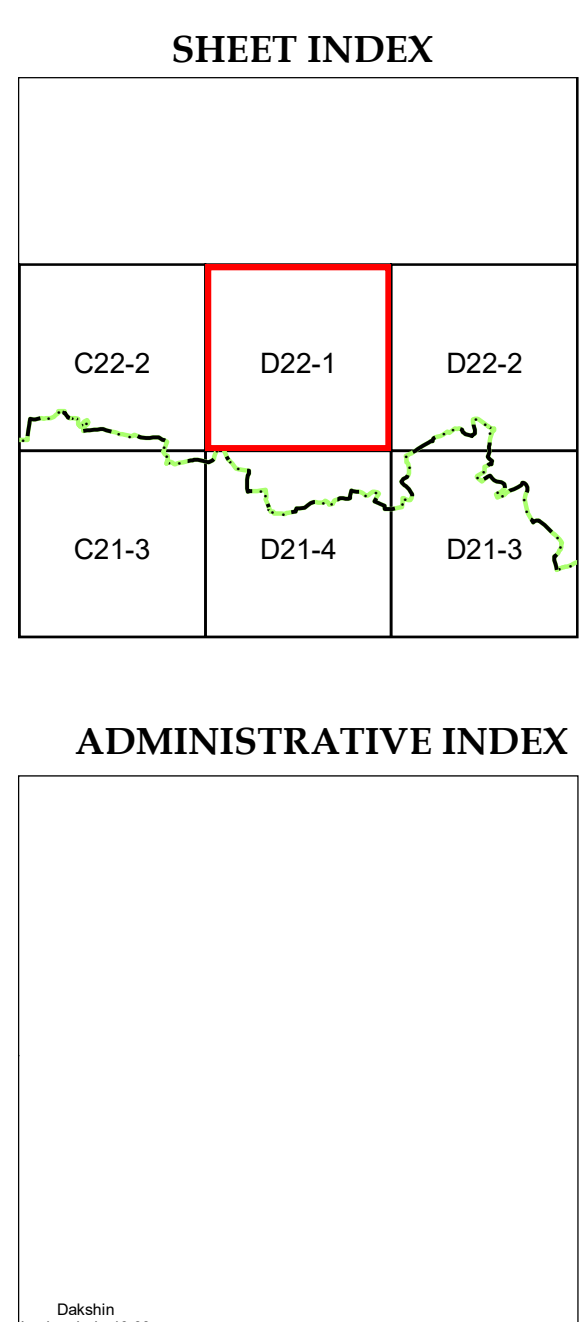 SHEET INDEX
C22-2 D22-1 D22-2
C21-3 D21-4 D21-3
ADMINISTRATIVE INDEX
Dakshin